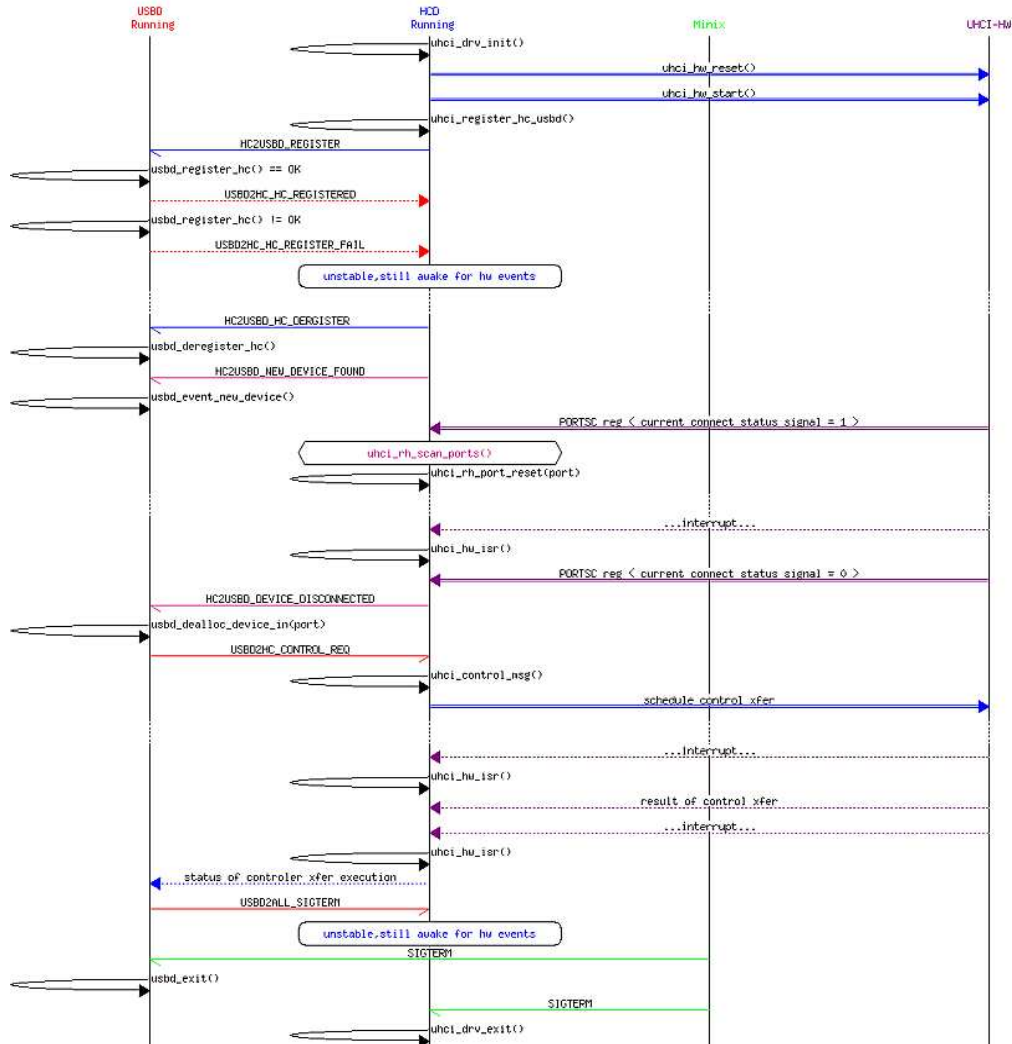 USBD
Running
HCD
Running
Minix
UHCI-HW
uhci_drv_init()
uhci_hw_reset()
uhci_hw_start()
uhci_register_hc_usbd()
HC2USBD_REGISTER
usbd_register_hc() == OK
USBD2HC_HC_REGISTERED
usbd_register_hc() != OK
USBD2HC_HC_REGISTER_FAIL
unstable,still awake for hw events
HC2USBD_HC_DERGISTER
usbd_deregister_hc()
HC2USBD_NEW_DEVICE_FOUND
usbd_event_new_device()
PORTSC reg < current connect status signal = 1 >
uhci_rh_scan_ports()
uhci_rh_port_reset(port)
...interrupt...
uhci_hw_isr()
PORTSC reg < current connect status signal = 0 >
HC2USBD_DEVICE_DISCONNECTED
usbd_dealloc_device_in(port)
USBD2HC_CONTROL_REQ
uhci_control_msg()
schedule control xfer
...Interrupt...
uhci_hw_isr()
result of control xfer
...interrupt...
uhci_hw_isr()
status of controler xfer execution
USBD2ALL_SIGTERM
unstable,still awake for hw events
SIGTERM
usbd_exit()
SIGTERM
uhci_drv_exit()